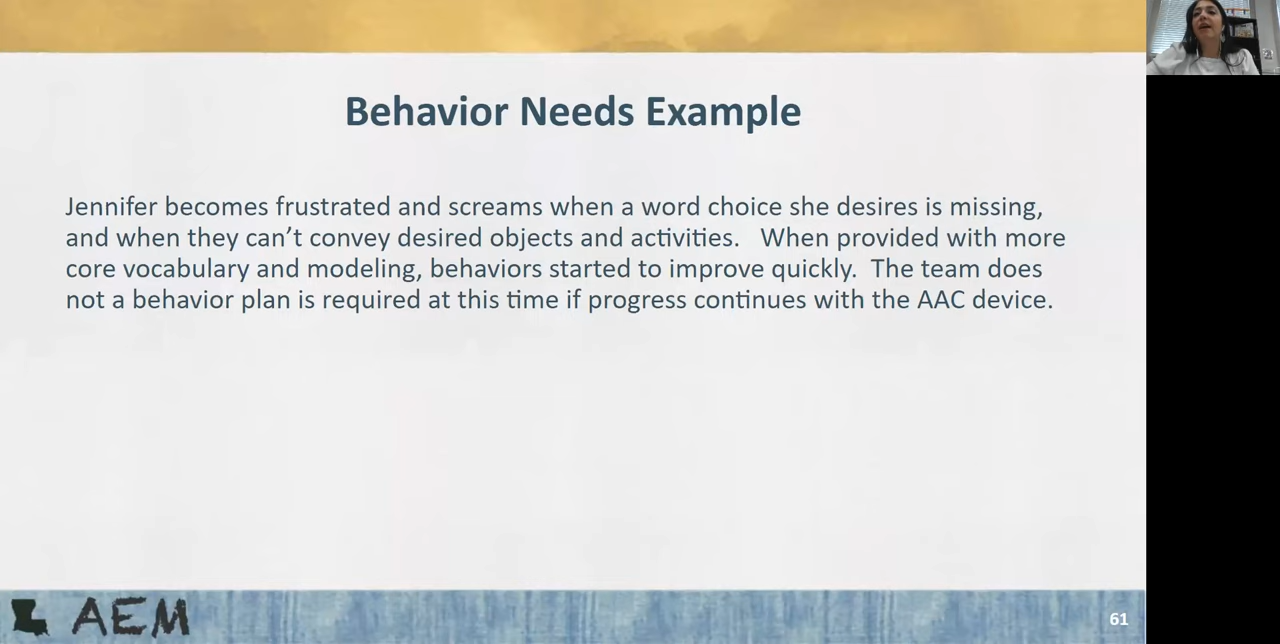 Behavior Needs Example
Jennifer becomes frustrated and screams when a word choice she desires is missing,
and when they can’t convey desired objects and activities.   When provided with more
core vocabulary and modeling, behaviors started to improve quickly.  The team does
not a behavior plan is required at this time if progress continues with the AAC device.
AEM
61